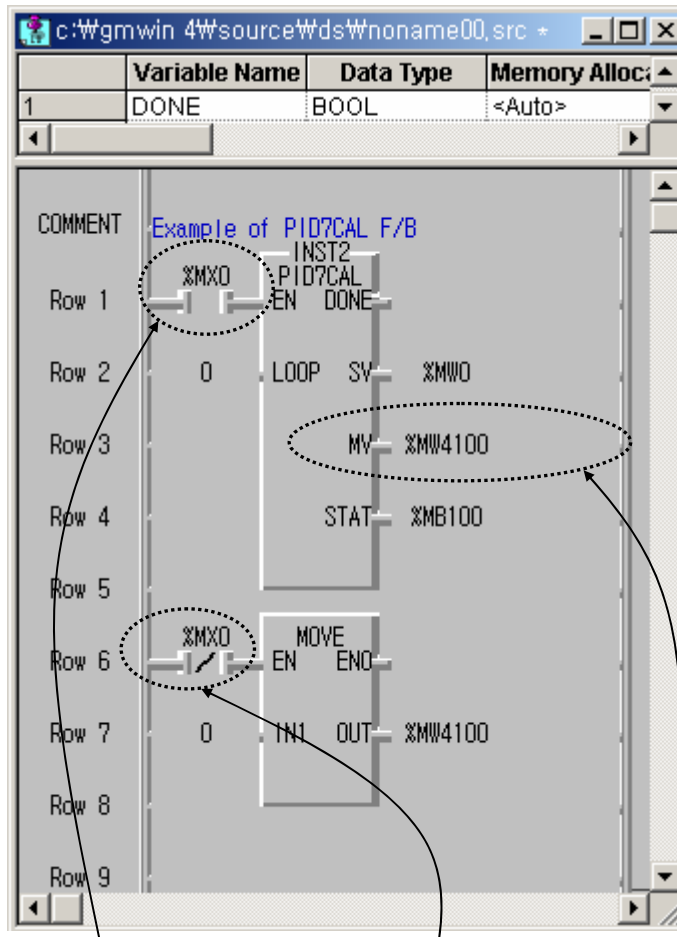 c:₩gmwin 4₩source₩ds₩noname00,src *
Variable Name Data Type Memory Alloca
1 DONE BOOL <Auto>
COMMENT Example of PID7CAL F/B
INST2
%MX0 PID7CAL
Row 1 EN DONE
Row 2 0 LOOP SV %MW0
Row 3 MV %MW4100
Row 4 STAT %MB100
Row 5
%MX0 MOVE
Row 6 EN ENO
Row 7 0 IN1 OUT %MW4100
Row 8
Row 9